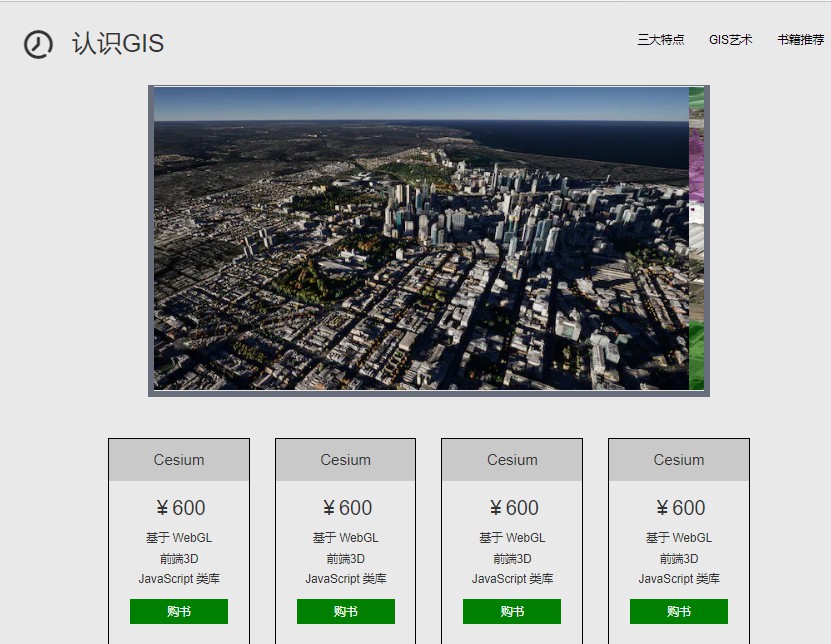 认识GIS
三大特点 GIS艺术 书籍推荐
Cesium Cesium Cesium Cesium
￥600 ￥600 ￥600 ￥600
基于 WebGL 基于 WebGL 基于 WebGL 基于 WebGL
前端3D 前端3D 前端3D 前端3D
JavaScript 类库 JavaScript 类库 JavaScript 类库 JavaScript 类库
购书 购书 购书 购书